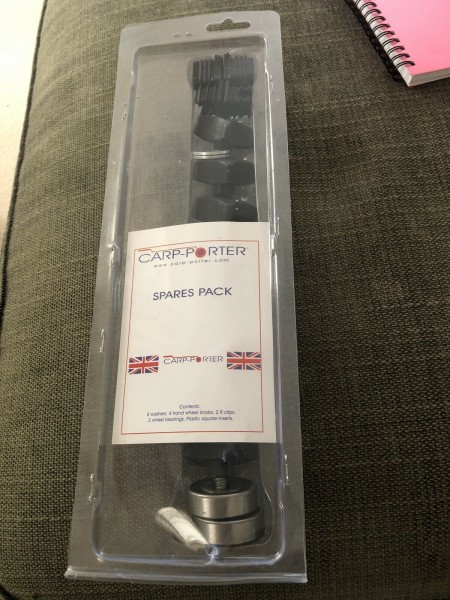 CARP-PORTER
www.carp-porter.com
SPARES PACK
CARP-PORTER
Contents:
8 washers, 4 hand wheel knobs, 2 R clips,
2 wheel bearings, Plastic square inserts.